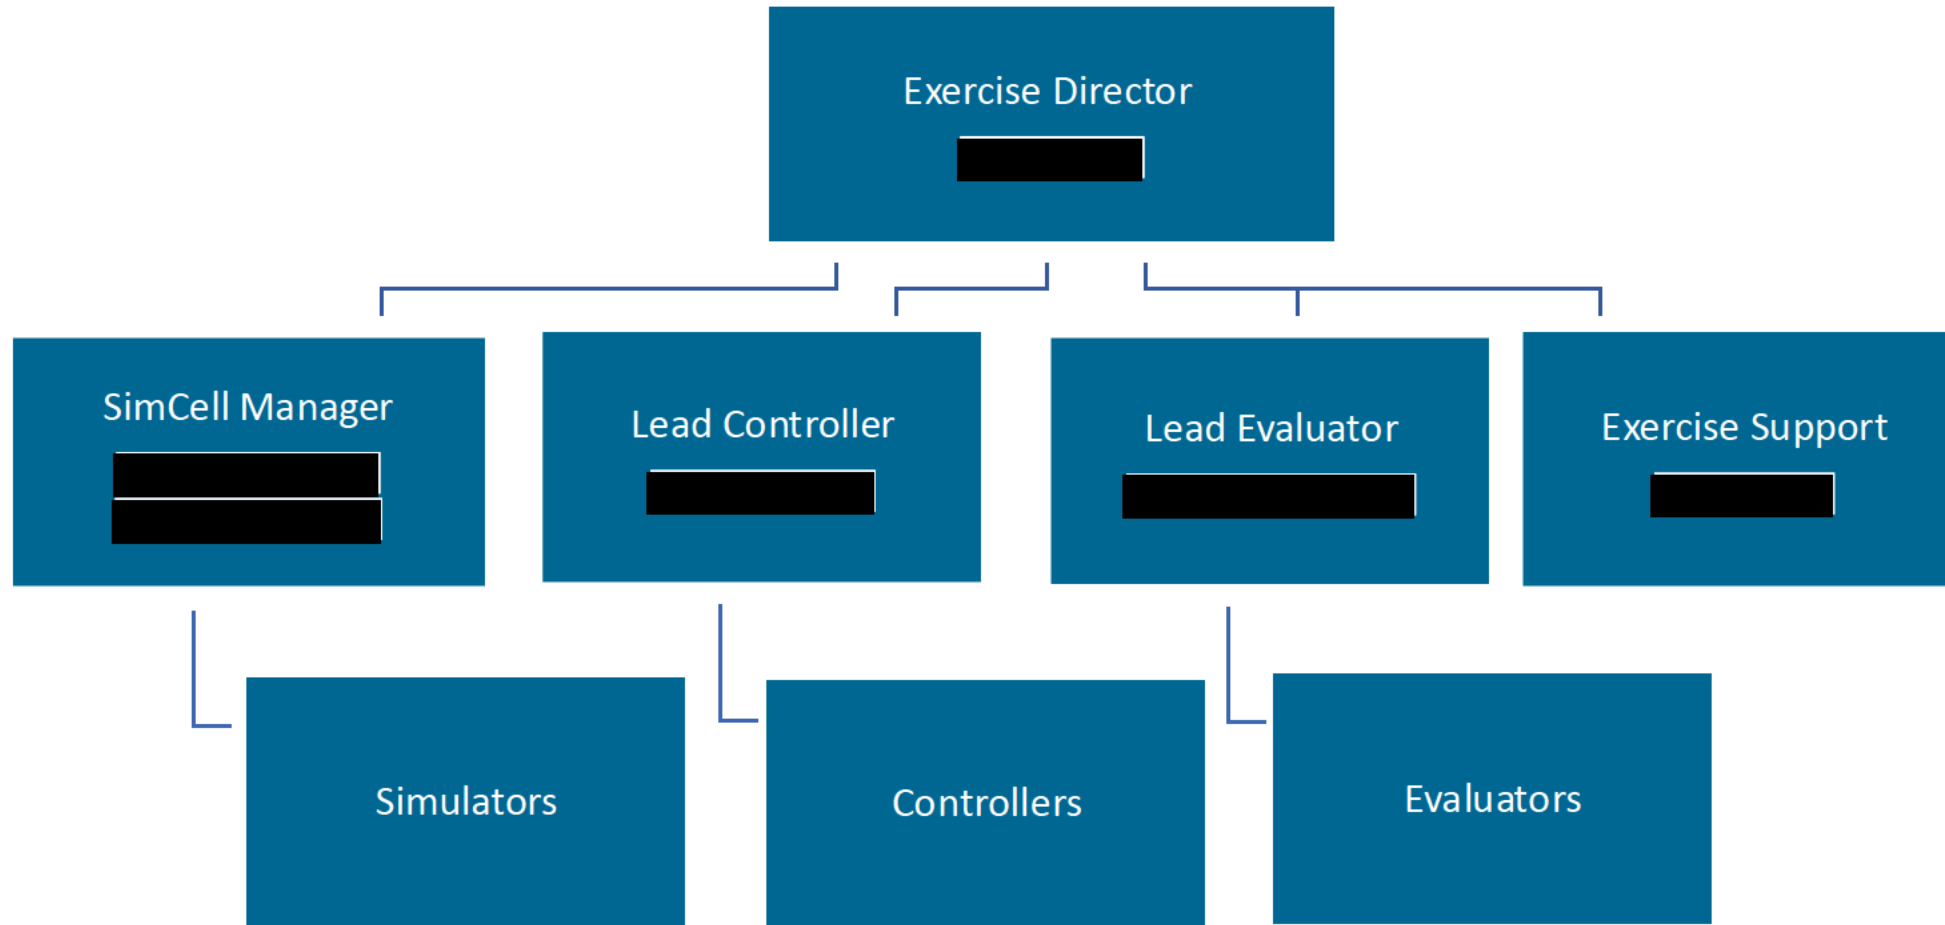 Exercise Director
SimCell Manager
Lead Controller
Lead Evaluator
Exercise Support
Simulators
Controllers
Evaluators